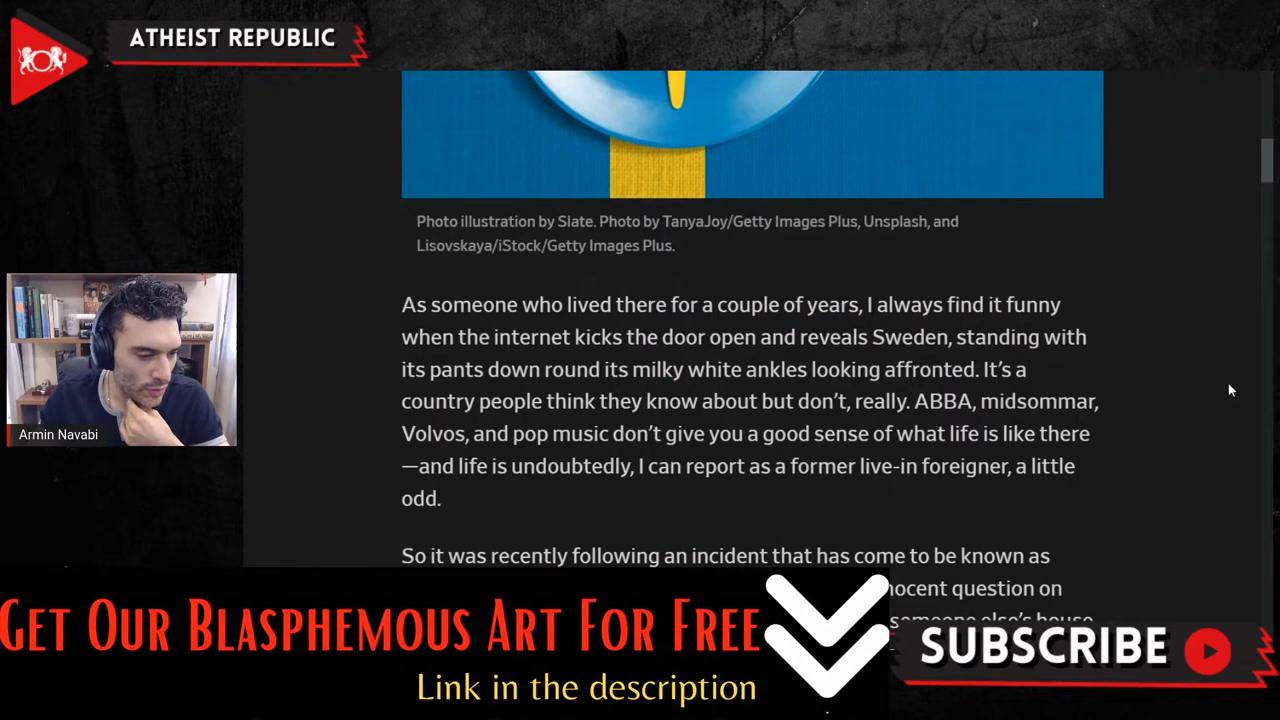 ATHEIST REPUBLIC
Photo illustration by Slate. Photo by TanyaJoy/Getty Images Plus, Unsplash, and
Lisovskaya/iStock/Getty Images Plus.
As someone who lived there for a couple of years, I always find it funny
when the internet kicks the door open and reveals Sweden, standing with
its pants down round its milky white ankles looking affronted. It’s a
country people think they know about but don’t, really. ABBA, midsommar,
Volvos, and pop music don’t give you a good sense of what life is like there
—and life is undoubtedly, I can report as a former live-in foreigner, a little
odd.
So it was recently following an incident that has come to be known as
question on
someone else’s house
Armin Navabi
GET OUR BLASPHEMOUS ART FOR FREE
Link in the description
SUBSCRIBE